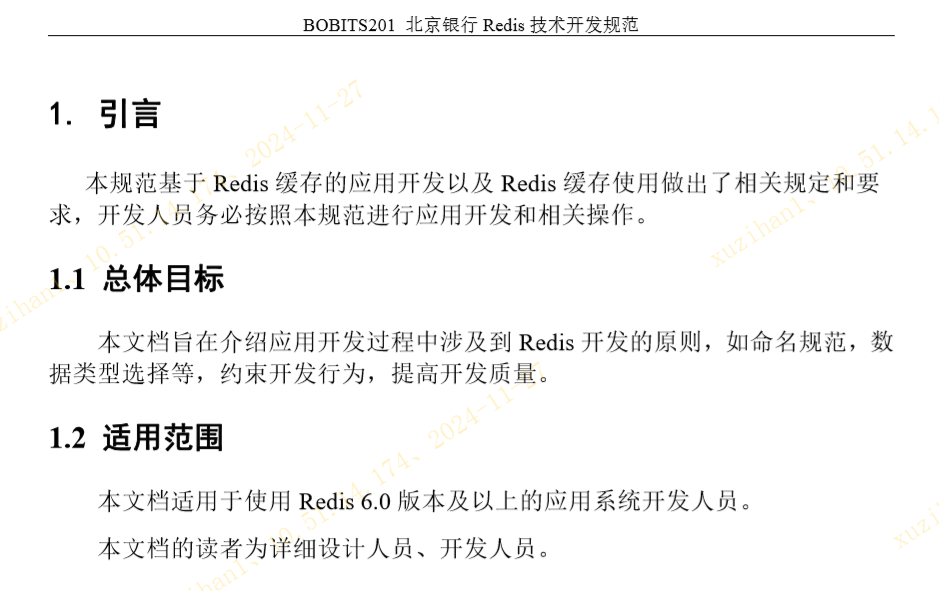 BOBITS201 北京银行 Redis 技术开发规范
1. 引言
本规范基于 Redis 缓存的应用开发以及 Redis 缓存使用做出了相关规定和要
求，开发人员务必按照本规范进行应用开发和相关操作。
1.1 总体目标
本文档旨在介绍应用开发过程中涉及到 Redis 开发的原则，如命名规范，数
据类型选择等，约束开发行为，提高开发质量。
1.2 适用范围
本文档适用于使用 Redis 6.0 版本及以上的应用系统开发人员。
本文档的读者为详细设计人员、开发人员。